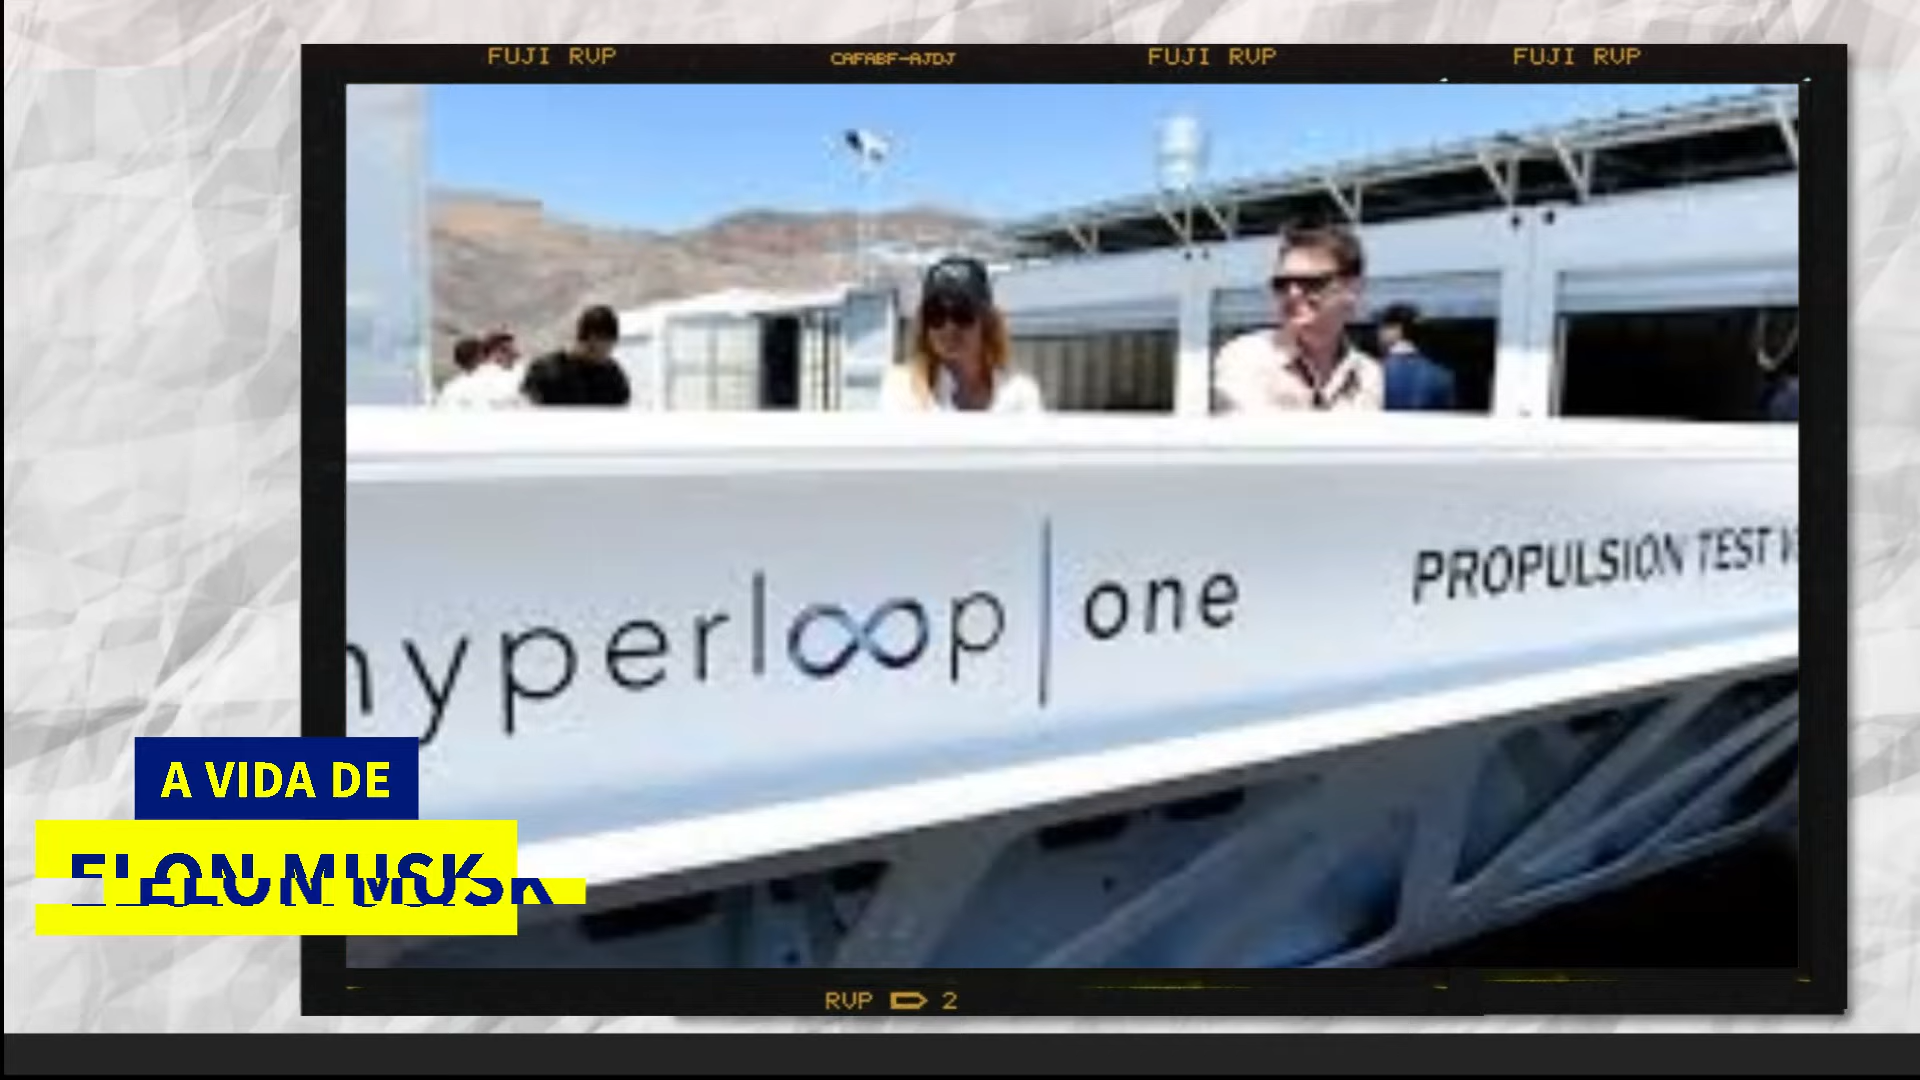 FUJI RVP
CAFABF-AJDJ
FUJI RVP
FUJI RVP
hyperloop | one
PROPULSION TEST
A VIDA DE
ELON MUSK
RVP 2